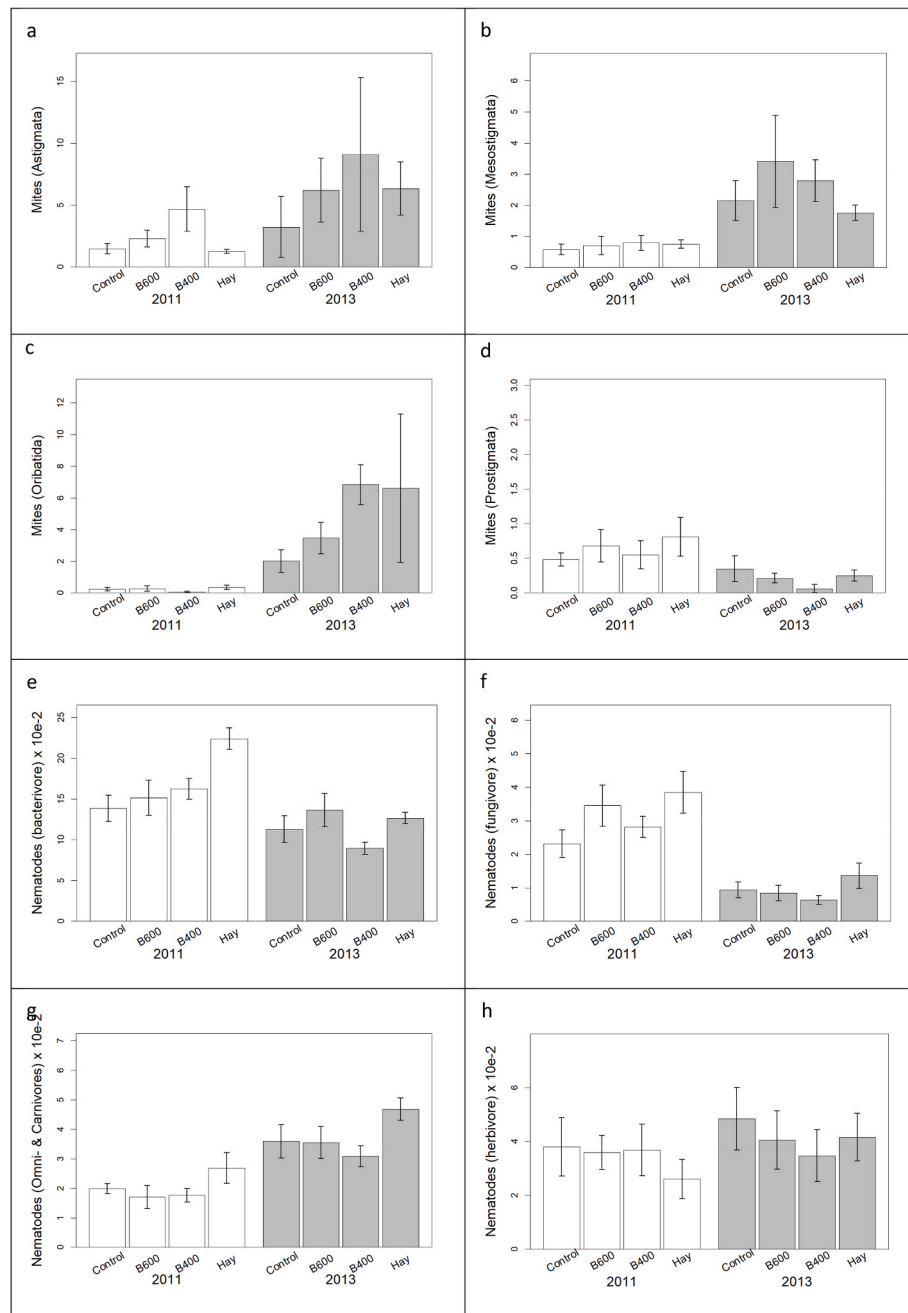 a
Mites (Astigmata)
15
10
5
0
Control B600 B400 Hay Control B600 B400 Hay
2011 2013
b
Mites (Mesostigmata)
6
5
4
3
2
1
0
Control B600 B400 Hay Control B600 B400 Hay
2011 2013
c
Mites (Oribatida)
12
10
8
6
4
2
0
Control B600 B400 Hay Control B600 B400 Hay
2011 2013
d
Mites (Prostigmata)
3.0
2.5
2.0
1.5
1.0
0.5
0.0
Control B600 B400 Hay Control B600 B400 Hay
2011 2013
e
Nematodes (bacterivore) x 10e-2
25
20
15
10
5
0
Control B600 B400 Hay Control B600 B400 Hay
2011 2013
f
Nematodes (fungivore) x 10e-2
6
5
4
3
2
1
0
Control B600 B400 Hay Control B600 B400 Hay
2011 2013
g
Nematodes (Omni- & Carnivores) x 10e-2
7
6
5
4
3
2
1
0
Control B600 B400 Hay Control B600 B400 Hay
2011 2013
h
Nematodes (herbivore) x 10e-2
6
4
2
0
Control B600 B400 Hay Control B600 B400 Hay
2011 2013